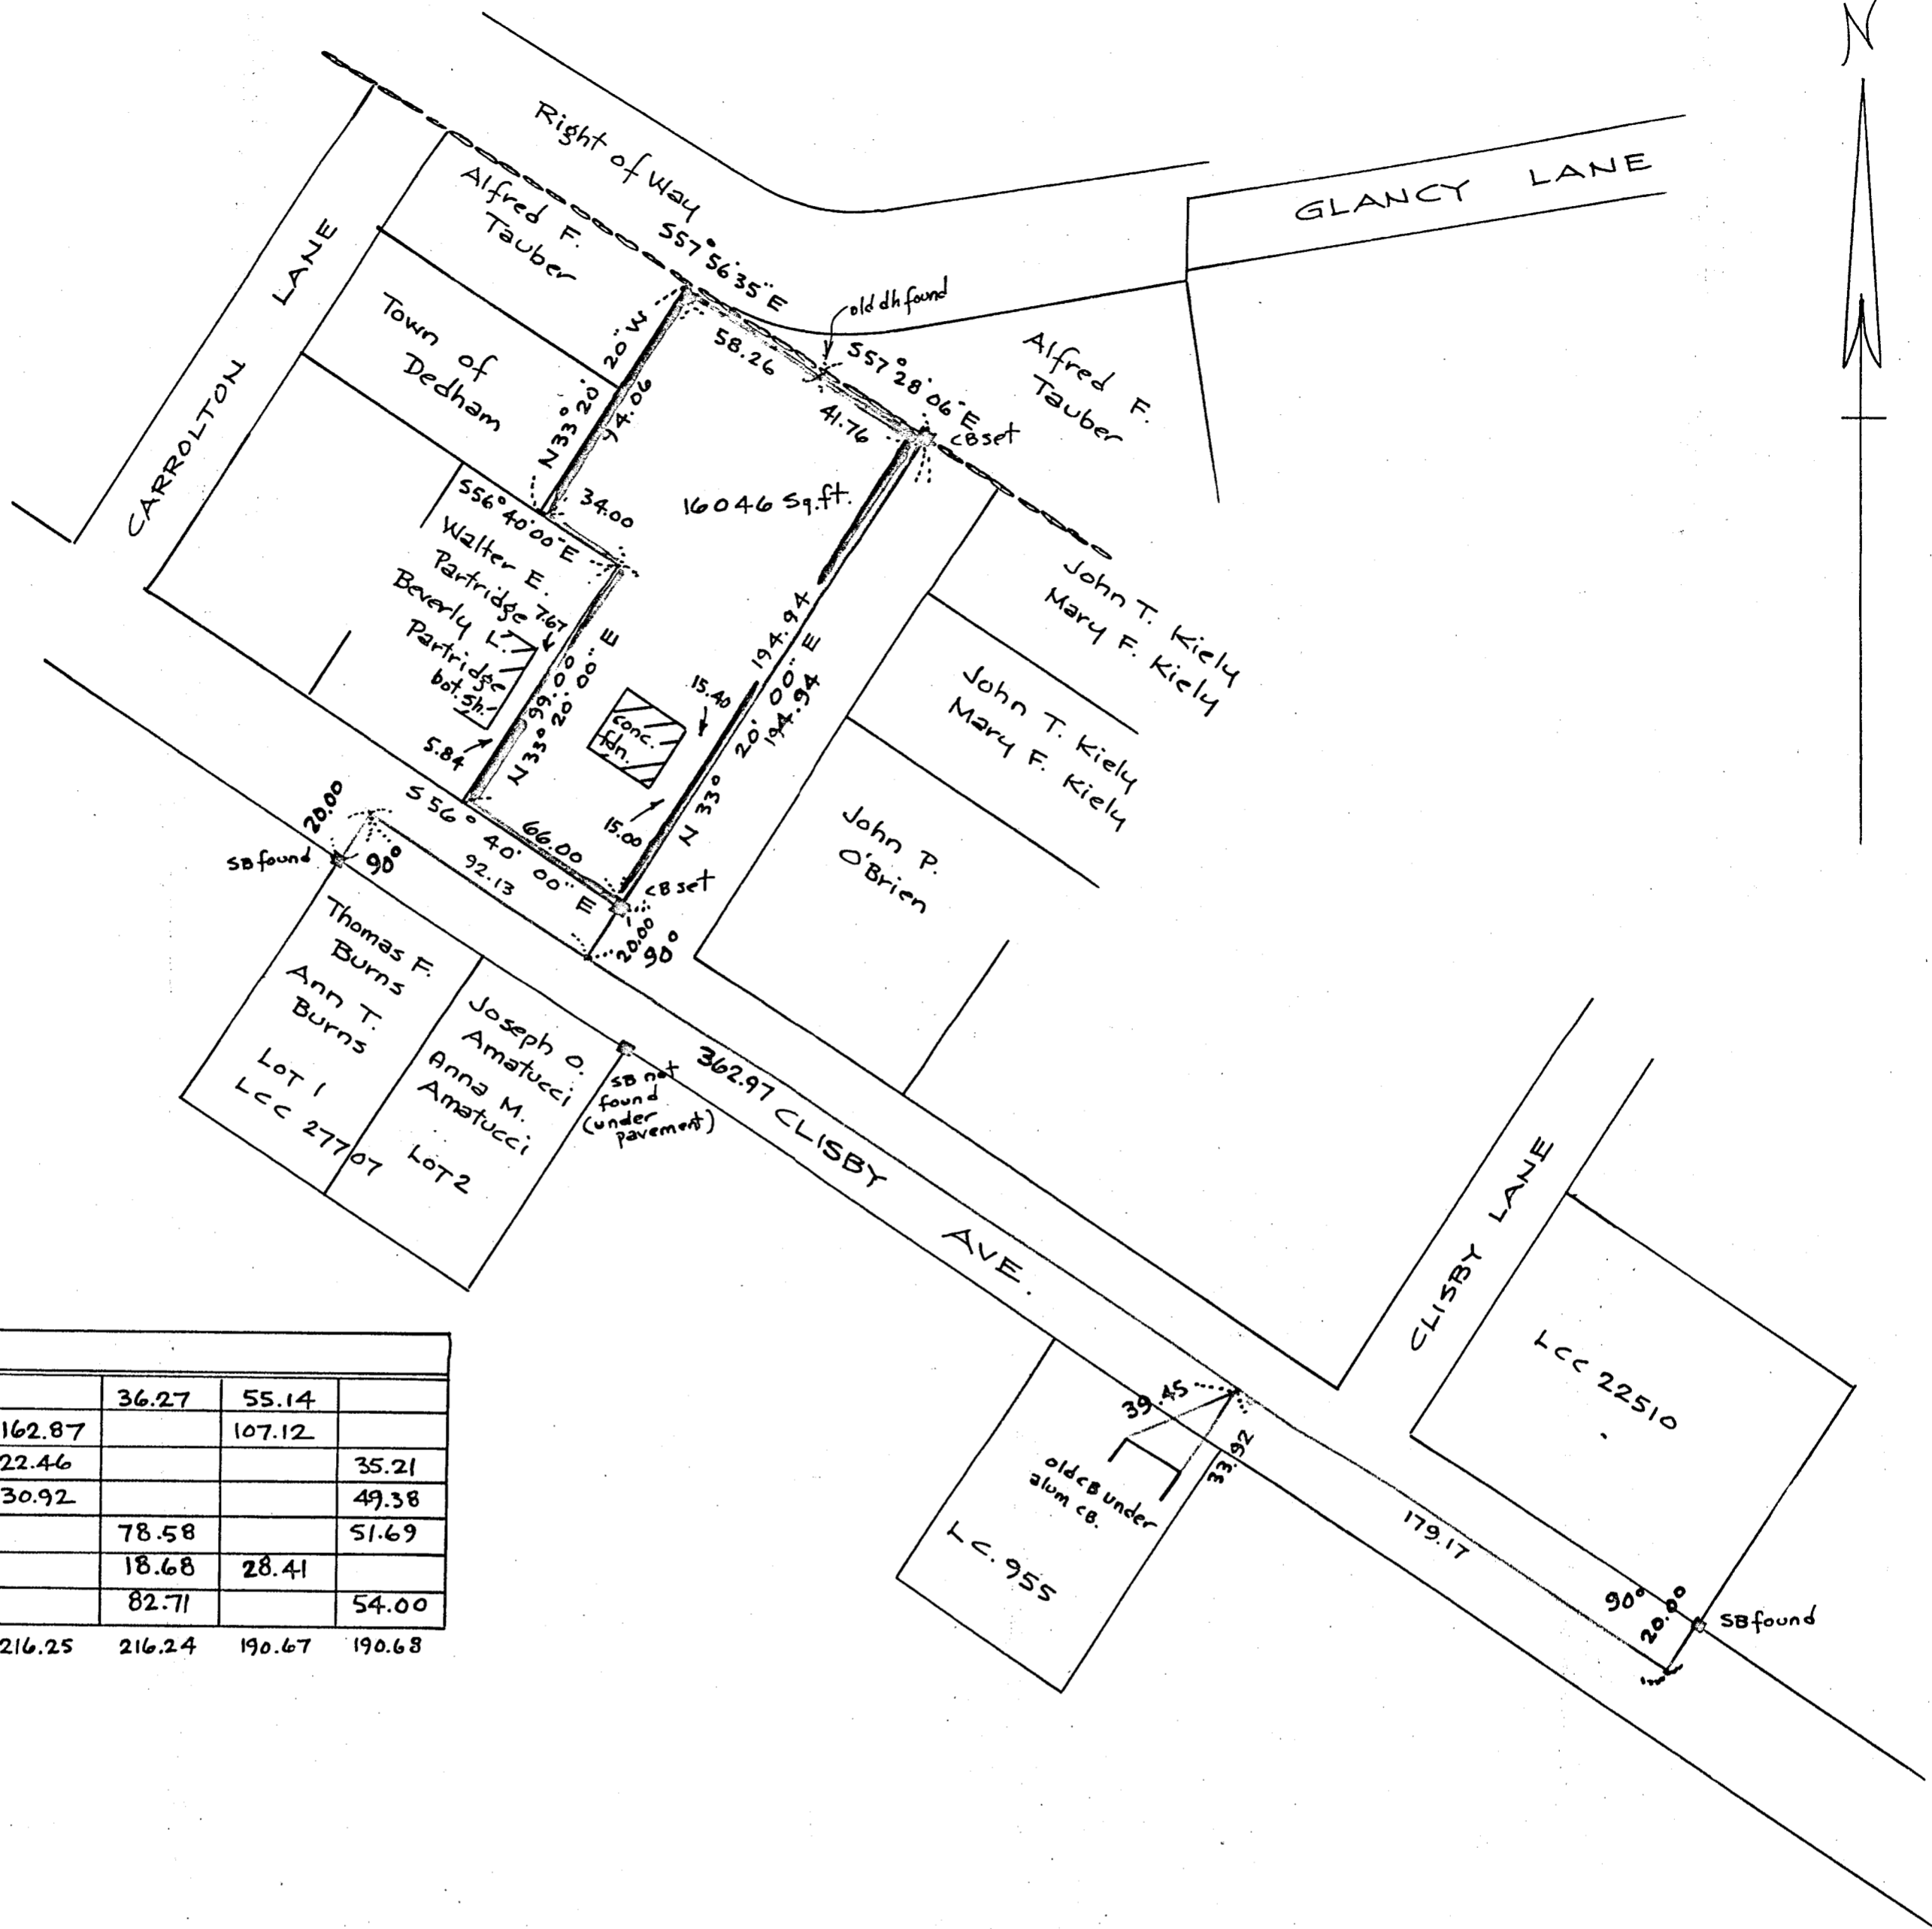 N
Right of Way
GLANCY LANE
Alfred F.
Tauber
S57°56'35"E
old dh found
58.26
S57°28'06"E
41.76
CB set
Alfred F.
Tauber
CARROLTON LANE
Town of
Dedham
N33°20'20"W
94.06
34.00
S56°40'00"E
16046 Sq.ft.
Walter E.
Partridge
Beverly L.
Partridge
bot. sh.
7.67
5.84
99.00
N33°20'00"E
conc.
fdn.
15.40
15.00
194.94
N 33° 20' 00" E
194.94
John T. Kiely
Mary F. Kiely
John T. Kiely
Mary F. Kiely
John P.
O'Brien
20.00
SB found
90°
S56° 40' 00" E
66.00
92.13
CB set
20.00
90°
Thomas F.
Burns
Ann T.
Burns
LOT 1
LCC 27707
Joseph O.
Amatucci
Anna M.
Amatucci
LOT 2
SB not
found
(under
pavement)
362.97
CLISBY AVE.
CLISBY LANE
LCC 22510
39.45
33.92
old CB under
alum CB.
L.C. 955
179.17
90°
20.00
SB found
36.27 55.14
162.87 107.12
22.46 35.21
30.92 49.38
78.58 51.69
18.68 28.41
82.71 54.00
216.25 216.24 190.67 190.68